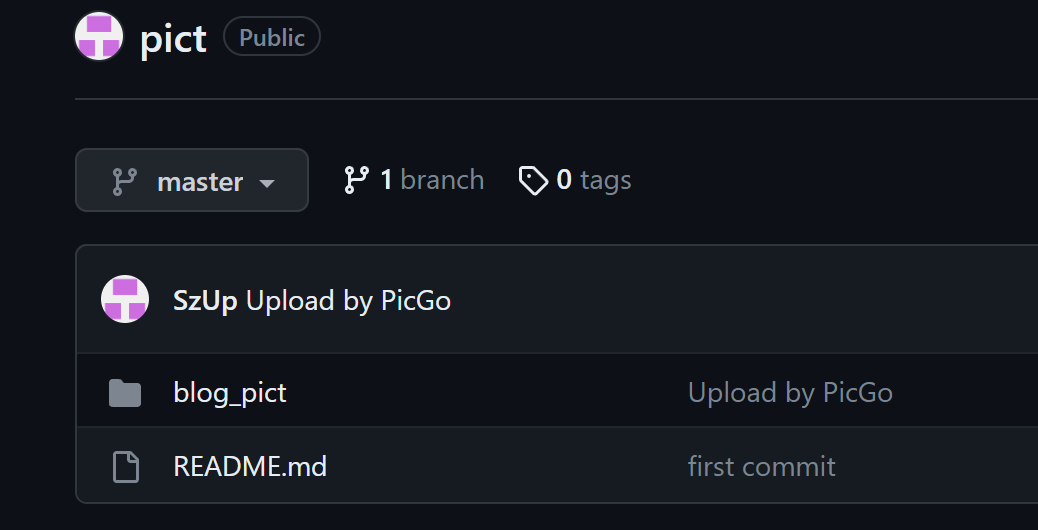 pict Public
master 1 branch 0 tags
SzUp Upload by PicGo
blog_pict Upload by PicGo
README.md first commit